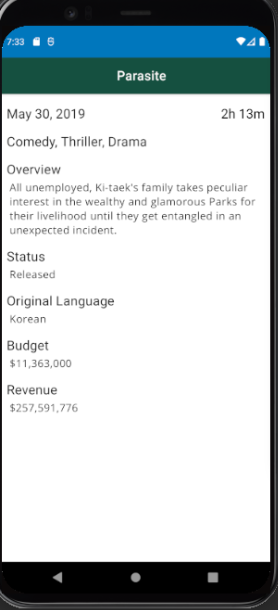 7:33
Parasite
May 30, 2019 2h 13m
Comedy, Thriller, Drama
Overview
All unemployed, Ki-taek's family takes peculiar
interest in the wealthy and glamorous Parks for
their livelihood until they get entangled in an
unexpected incident.
Status
Released
Original Language
Korean
Budget
$11,363,000
Revenue
$257,591,776